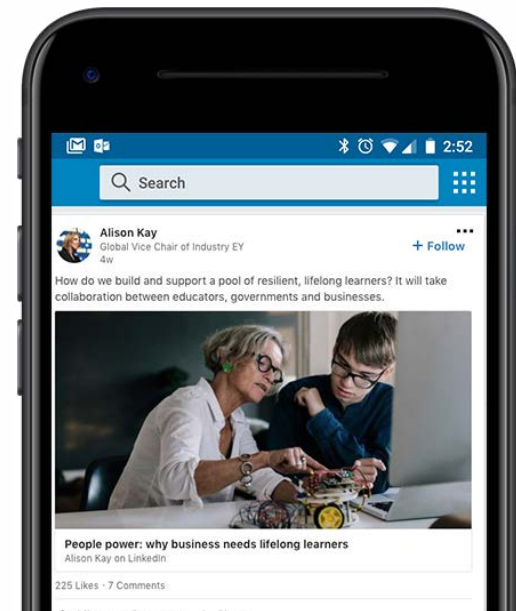 2:52
Search
Alison Kay
Global Vice Chair of Industry EY
4w
+ Follow
How do we build and support a pool of resilient, lifelong learners? It will take
collaboration between educators, governments and businesses.
People power: why business needs lifelong learners
Alison Kay on LinkedIn
225 Likes · 7 Comments